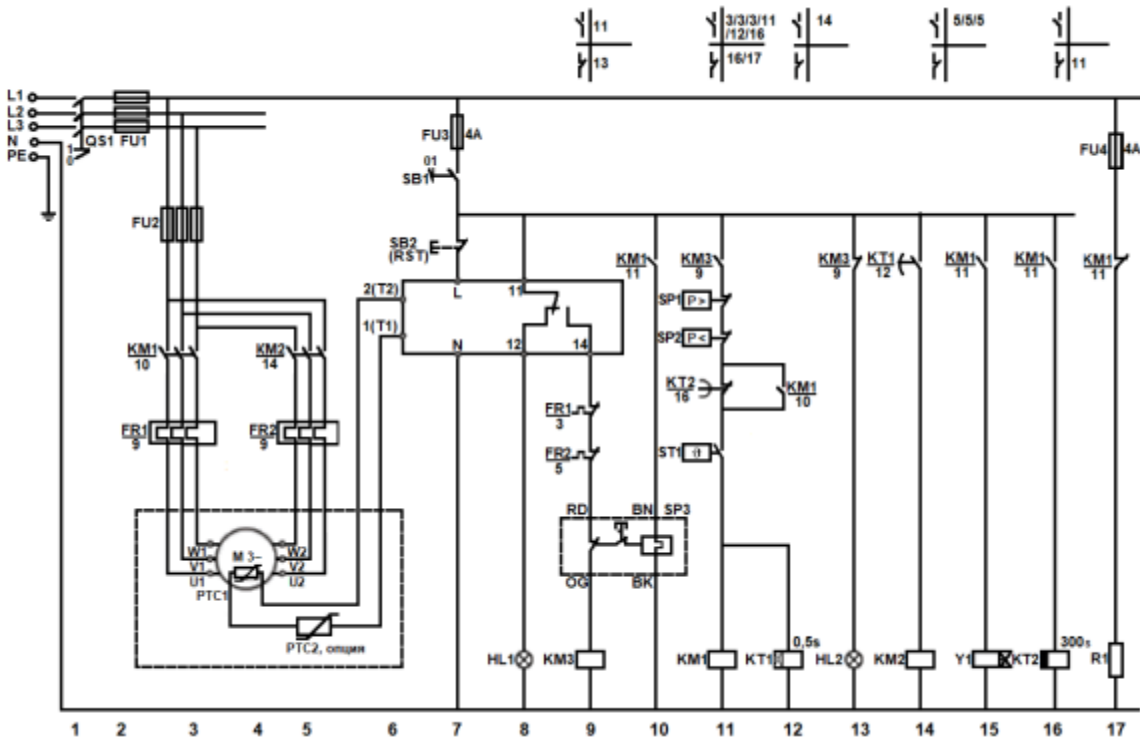 11
13
3/3/3/11
/12/16
16/17
14
5/5/5
11
L1
L2
L3
N
PE
1
0
QS1 FU1
FU3 4A
FU4 4A
01
SB1
FU2
SB2
(RST)
KM1
11
KM3
9
KM3
9
KT1
12
KM1
11
KM1
11
KM1
11
2(T2)
L
11
SP1 P>
1(T1)
N
12
14
SP2 P<
KM1
10
KM2
14
KT2
16
KM1
10
FR1
9
FR2
9
FR1
3
FR2
5
ST1
RD
BN
SP3
OG
BK
W1
V1
U1
M 3~
W2
V2
U2
PTC1
PTC2, опция
0,5s
300s
HL1
KM3
KM1
KT1
HL2
KM2
Y1
KT2
R1
1 2 3 4 5 6 7 8 9 10 11 12 13 14 15 16 17